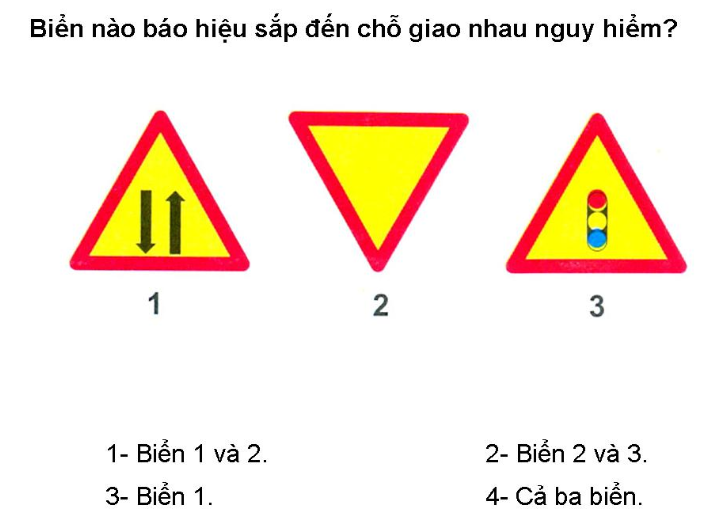 Biển nào báo hiệu sắp đến chỗ giao nhau nguy hiểm?
1 2 3
1- Biển 1 và 2. 2- Biển 2 và 3.
3- Biển 1. 4- Cả ba biển.